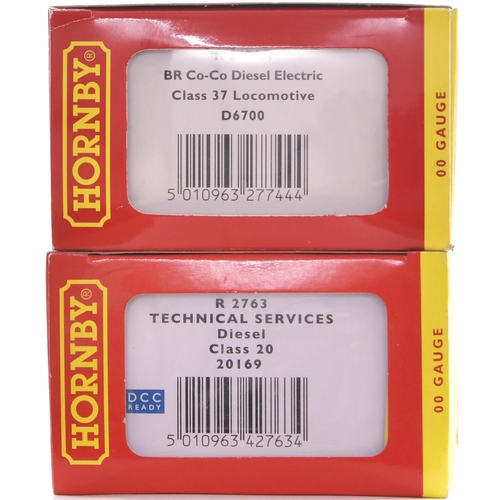 HORNBY®
BR Co-Co Diesel Electric
Class 37 Locomotive
D6700
5 010963 277444
00 GAUGE
HORNBY®
R 2763
TECHNICAL SERVICES
Diesel
Class 20
20169
DCC
READY
5 010963 427634
00 GAUGE